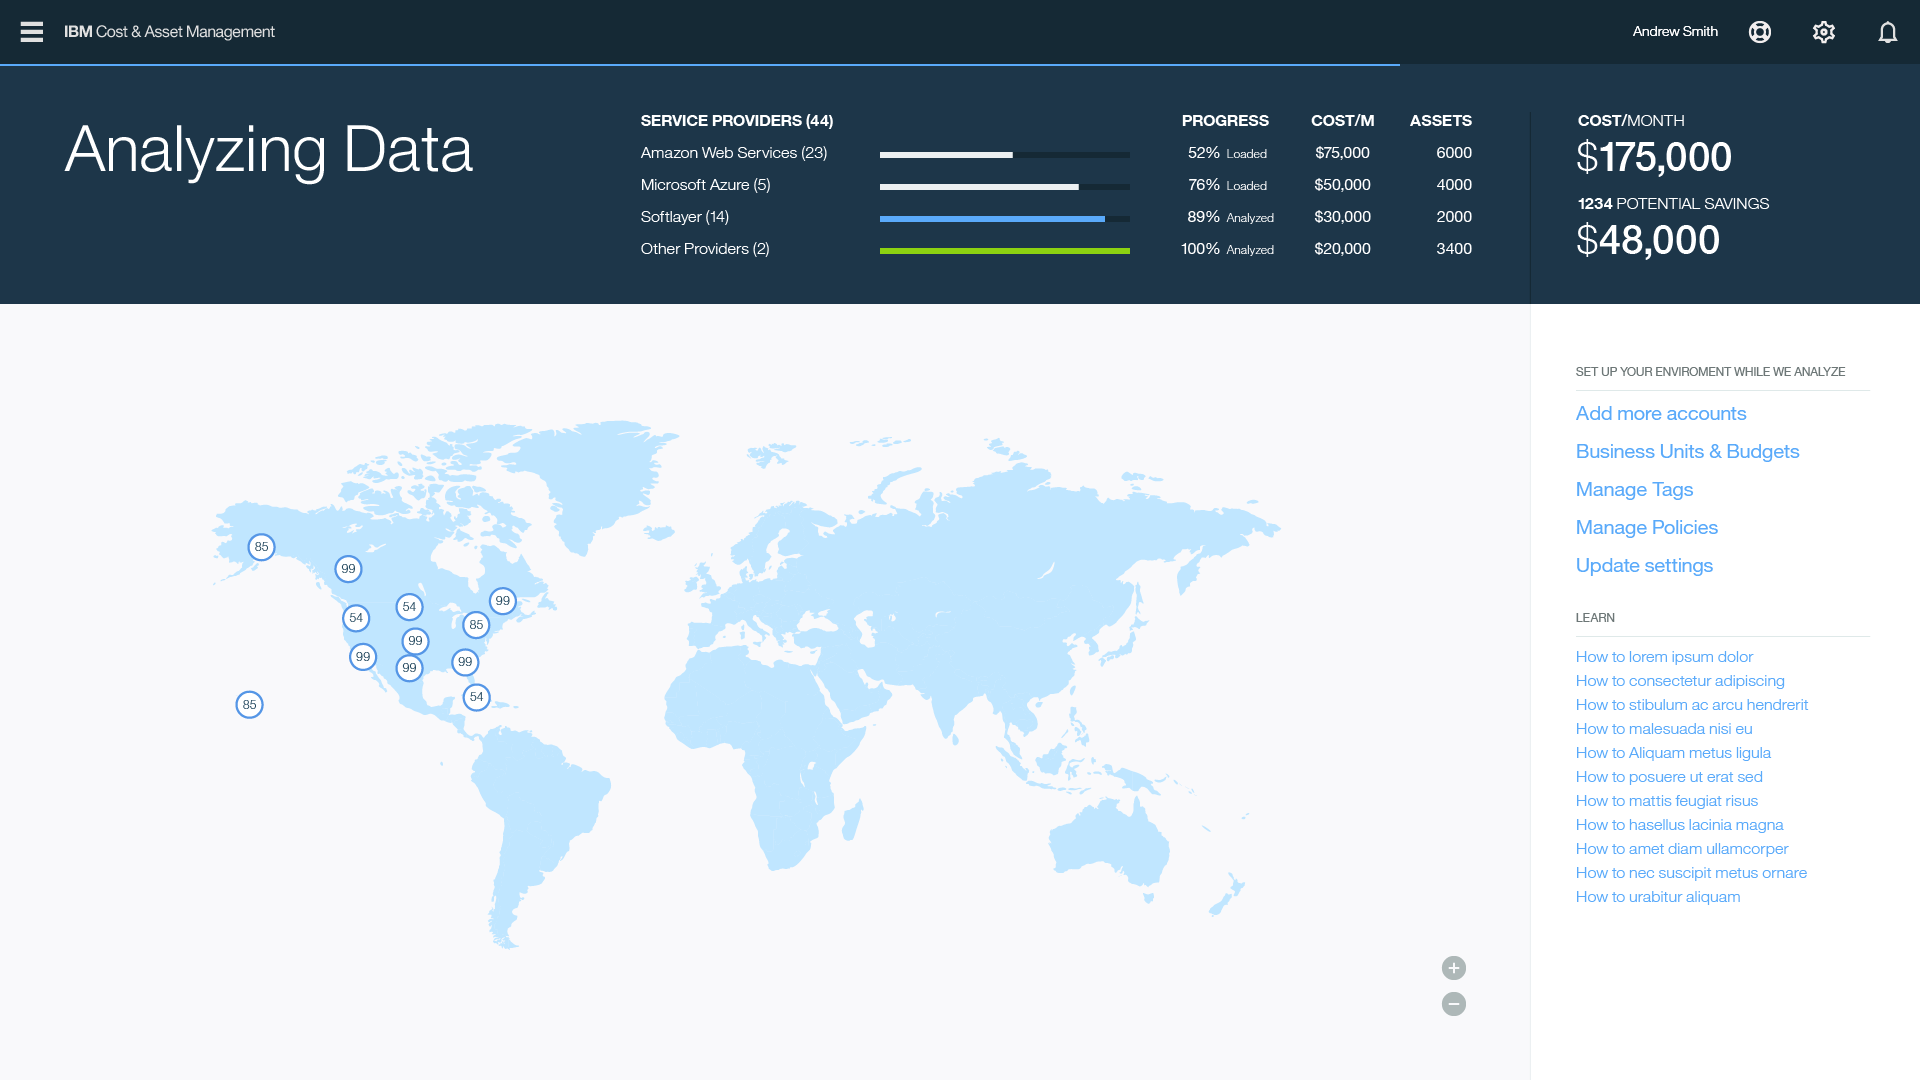 IBM Cost & Asset Management
Andrew Smith
Analyzing Data
SERVICE PROVIDERS (44) PROGRESS COST/M ASSETS
Amazon Web Services (23) 52% Loaded $75,000 6000
Microsoft Azure (5) 76% Loaded $50,000 4000
Softlayer (14) 89% Analyzed $30,000 2000
Other Providers (2) 100% Analyzed $20,000 3400
COST/MONTH
$175,000
1234 POTENTIAL SAVINGS
$48,000
85
99
99
54
54
85
99
99
99
99
54
85
SET UP YOUR ENVIROMENT WHILE WE ANALYZE
Add more accounts
Business Units & Budgets
Manage Tags
Manage Policies
Update settings
LEARN
How to lorem ipsum dolor
How to consectetur adipiscing
How to stibulum ac arcu hendrerit
How to malesuada nisi eu
How to Aliquam metus ligula
How to posuere ut erat sed
How to mattis feugiat risus
How to hasellus lacinia magna
How to amet diam ullamcorper
How to nec suscipit metus ornare
How to urabitur aliquam